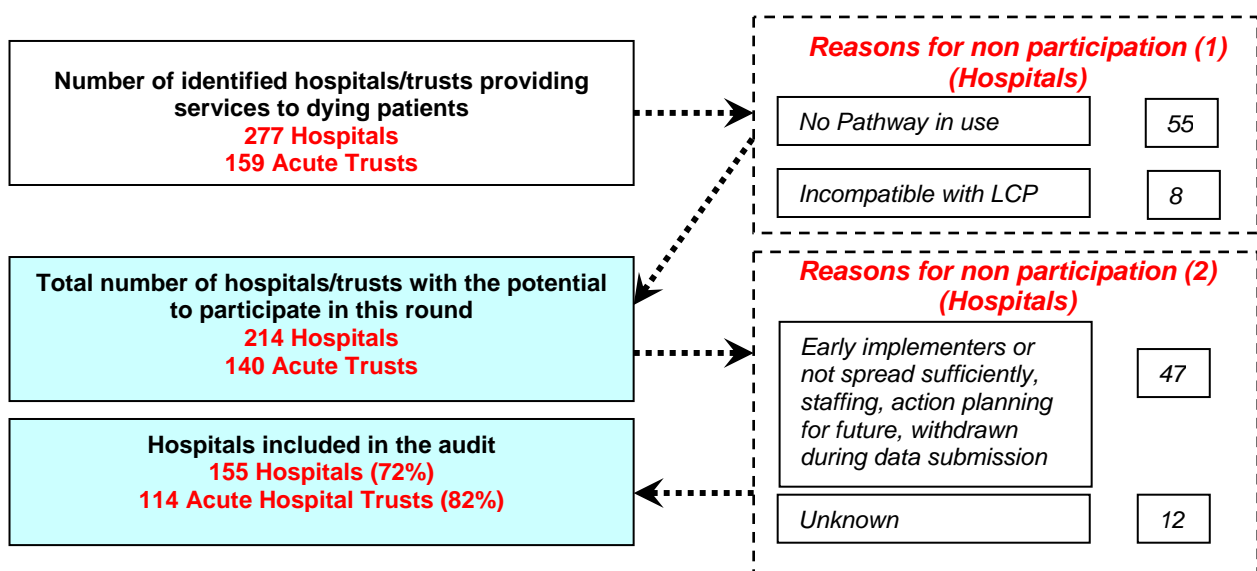 Number of identified hospitals/trusts providing
services to dying patients
277 Hospitals
159 Acute Trusts
Reasons for non participation (1)
(Hospitals)
No Pathway in use
55
Incompatible with LCP
8
Total number of hospitals/trusts with the potential
to participate in this round
214 Hospitals
140 Acute Trusts
Reasons for non participation (2)
(Hospitals)
Early implementers or
not spread sufficiently,
staffing, action planning
for future, withdrawn
during data submission
47
Unknown
12
Hospitals included in the audit
155 Hospitals (72%)
114 Acute Hospital Trusts (82%)